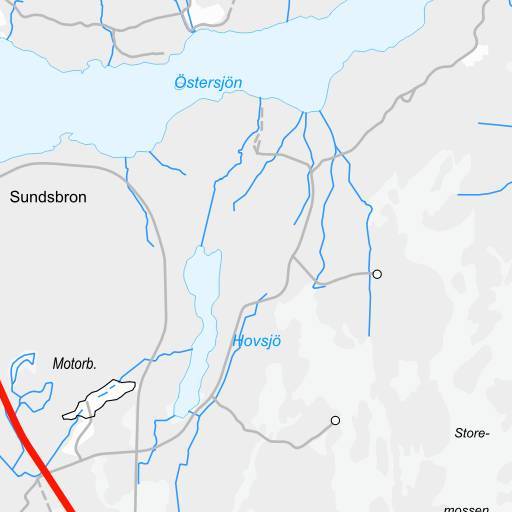 Östersjön
Sundsbron
Hovsjö
Motorb.
Store-
mossen